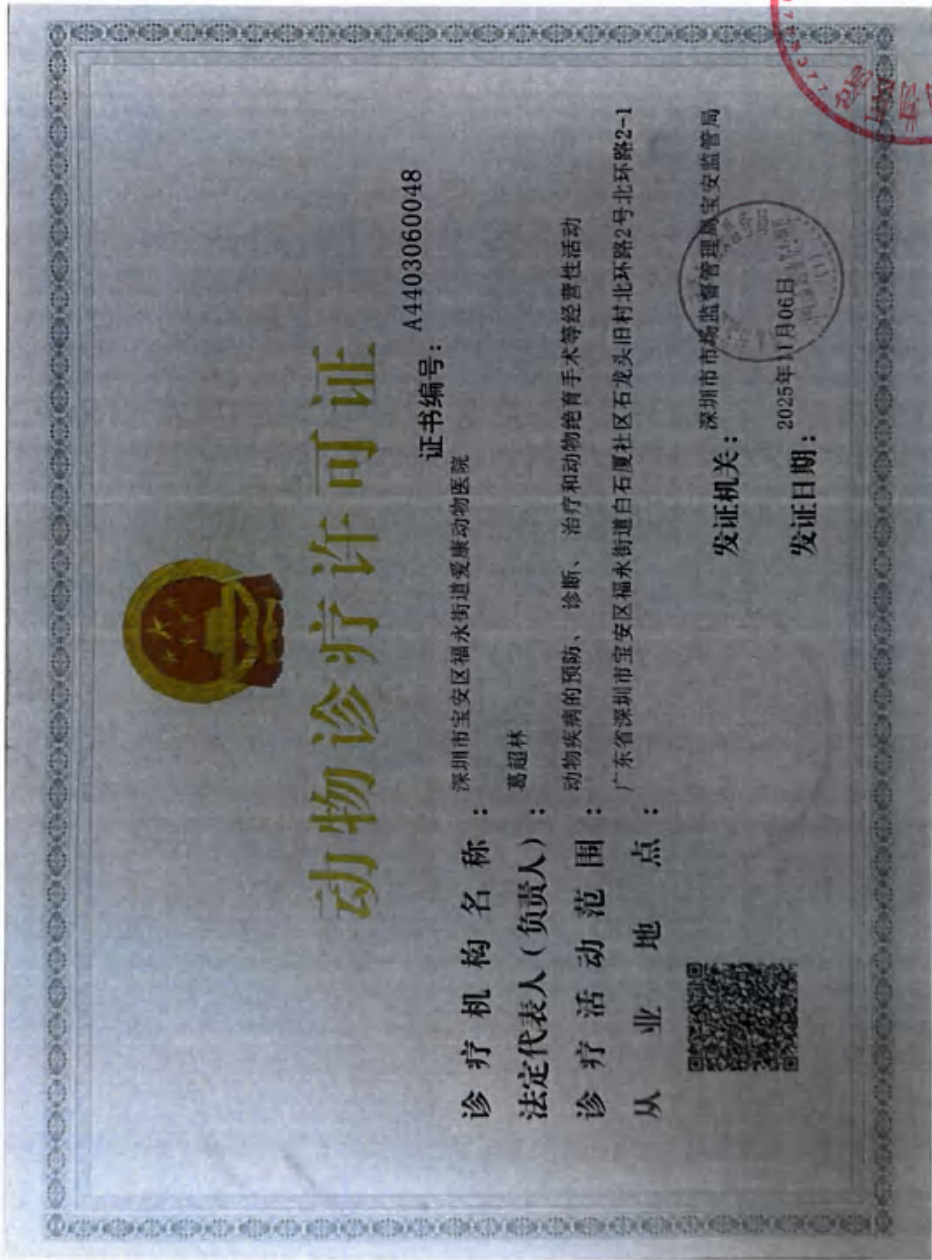 动物诊疗许可证
证书编号： A4403060048
诊疗机构名称： 深圳市宝安区福永街道爱康动物医院
法定代表人（负责人）： 葛超林
诊疗活动范围： 动物疾病的预防、诊断、治疗和动物绝育手术等经营性活动
从业地点： 广东省深圳市宝安区福永街道白石厦社区石龙头旧村北环路2号北环路2-1
发证机关： 深圳市市场监督管理局宝安监管局
发证日期： 2025年11月06日